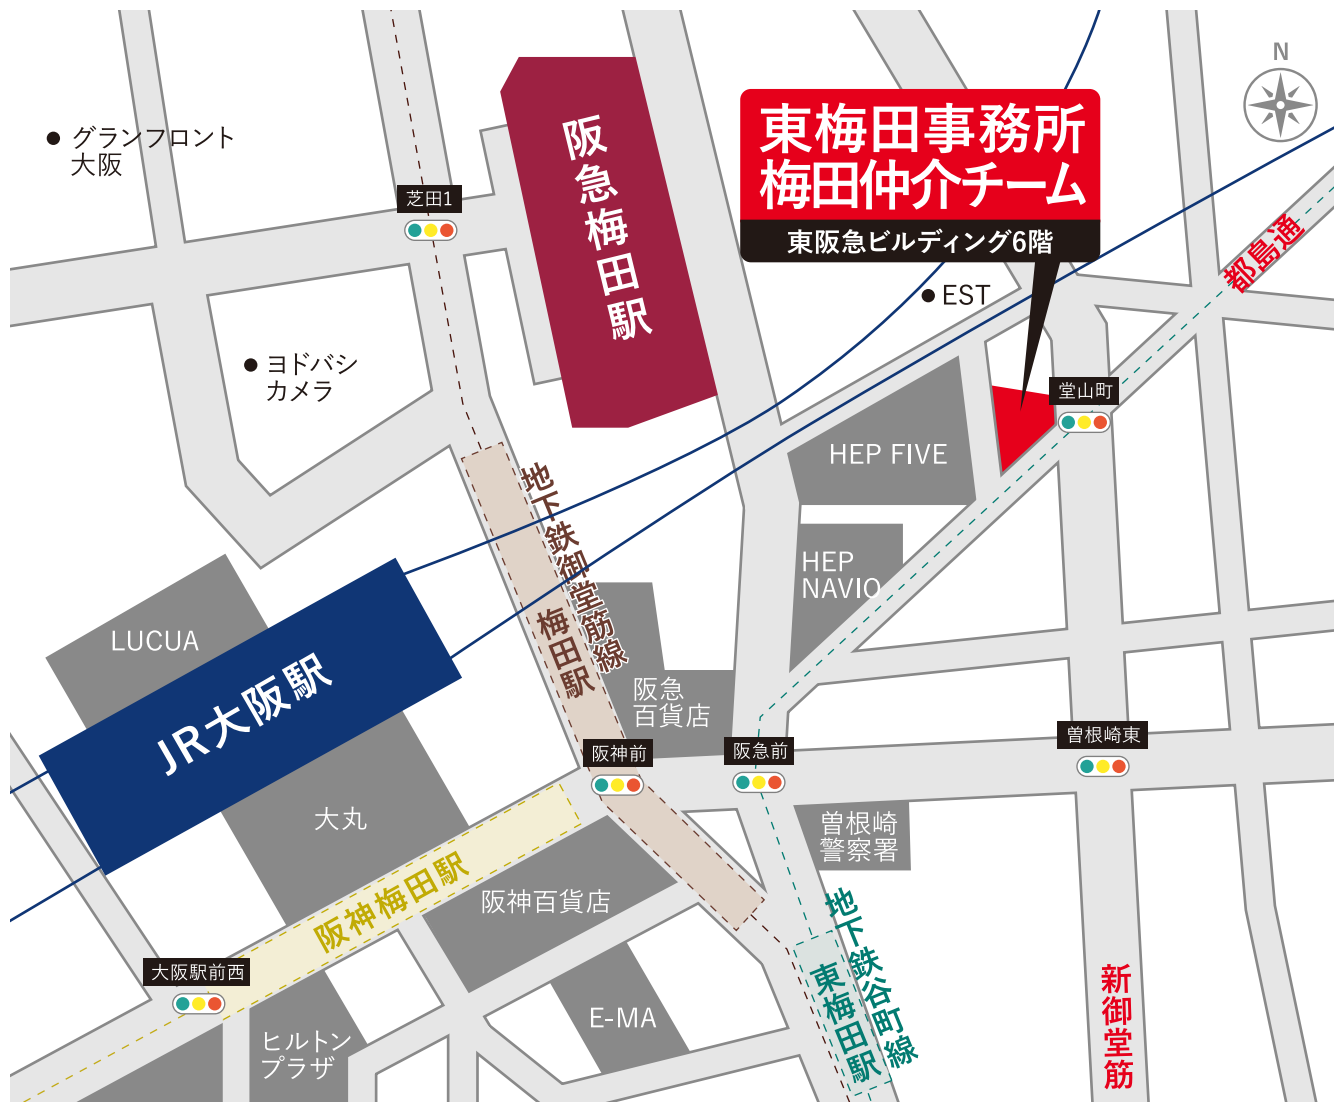 N
東梅田事務所
梅田仲介チーム
東阪急ビルディング6階
グランフロント
大阪
芝田1
阪急梅田駅
都島通
EST
ヨドバシ
カメラ
堂山町
HEP FIVE
地下鉄御堂筋線
梅田駅
HEP
NAVIO
LUCUA
JR大阪駅
阪急
百貨店
阪神前
阪急前
曽根崎東
大丸
曽根崎
警察署
阪神梅田駅
阪神百貨店
地下鉄谷町線
東梅田駅
大阪駅前西
新御堂筋
E-MA
ヒルトン
プラザ